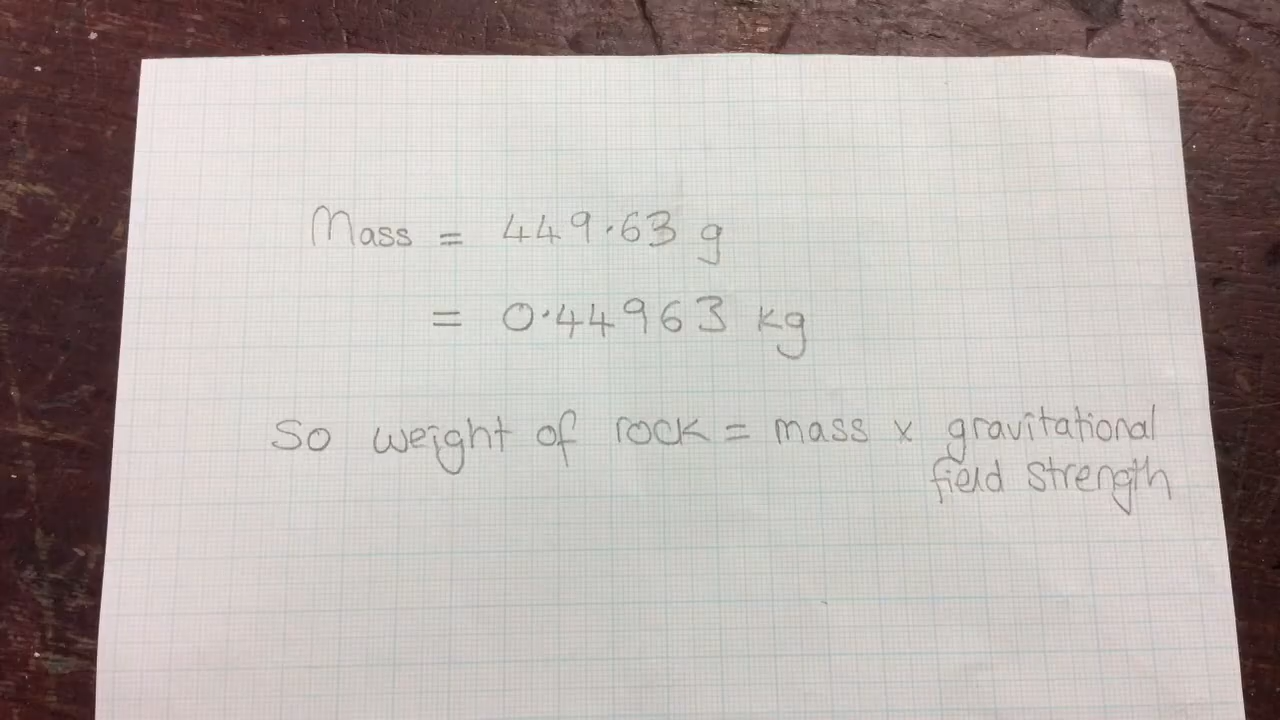 Mass = 449.63 g
= 0.44963 kg
So weight of rock = mass x gravitational
field strength